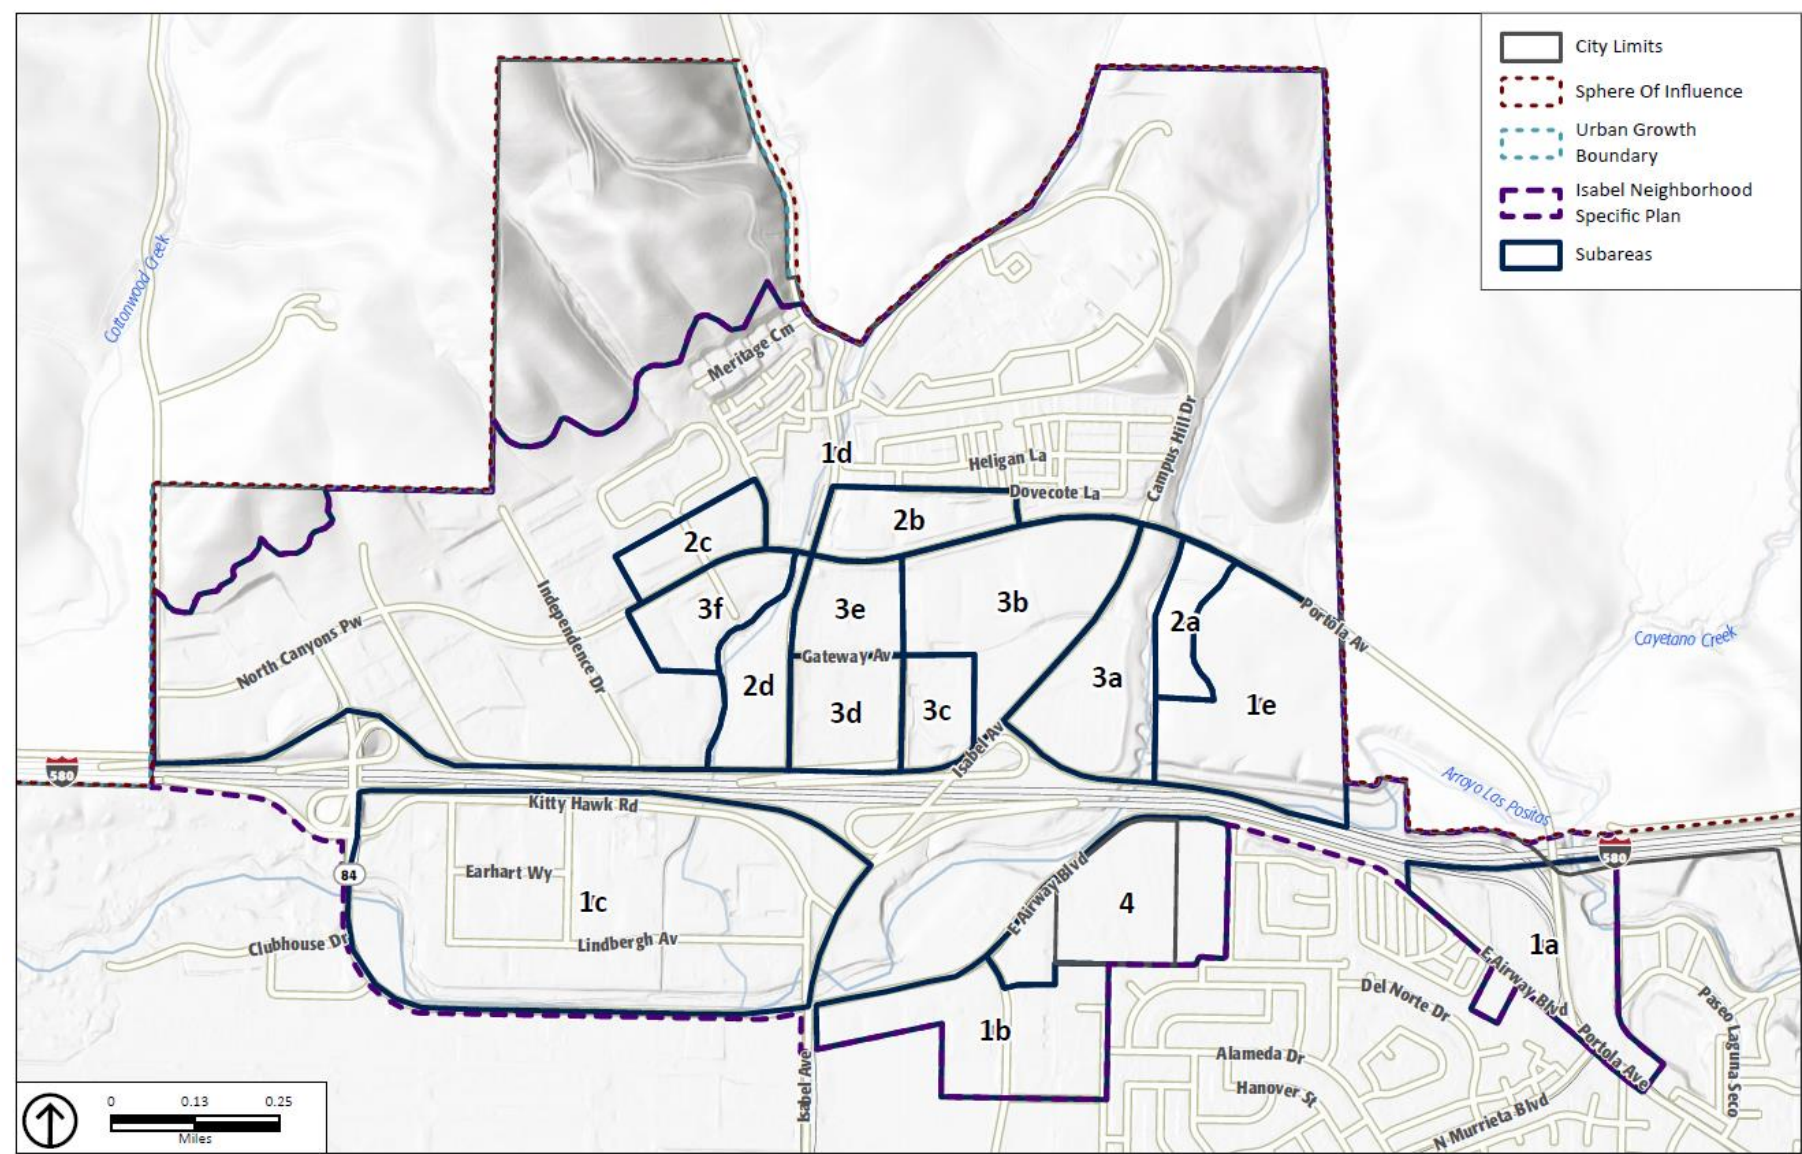 City Limits
Sphere Of Influence
Urban Growth
Boundary
Isabel Neighborhood
Specific Plan
Subareas
Cottonwood Creek
Meritage Cm
1d
Heligan La
Campus Hill Dr
Dovecote La
2b
2c
Independence Dr
3f
3e
3b
2a
Portola Av
Cayetano Creek
North Canyons Pw
Gateway Av
2d
3d
3c
3a
1e
Isabel Av
580
Arroyo Las Positas
Kitty Hawk Rd
580
84
Earhart Wy
1c
E Airway Blvd
4
Clubhouse Dr
Lindbergh Av
1a
E Airway Blvd
Del Norte Dr
Paseo Laguna Seco
1b
Portola Ave
Isabel Ave
Alameda Dr
Hanover St
N Murrieta Blvd
0 0.13 0.25
Miles